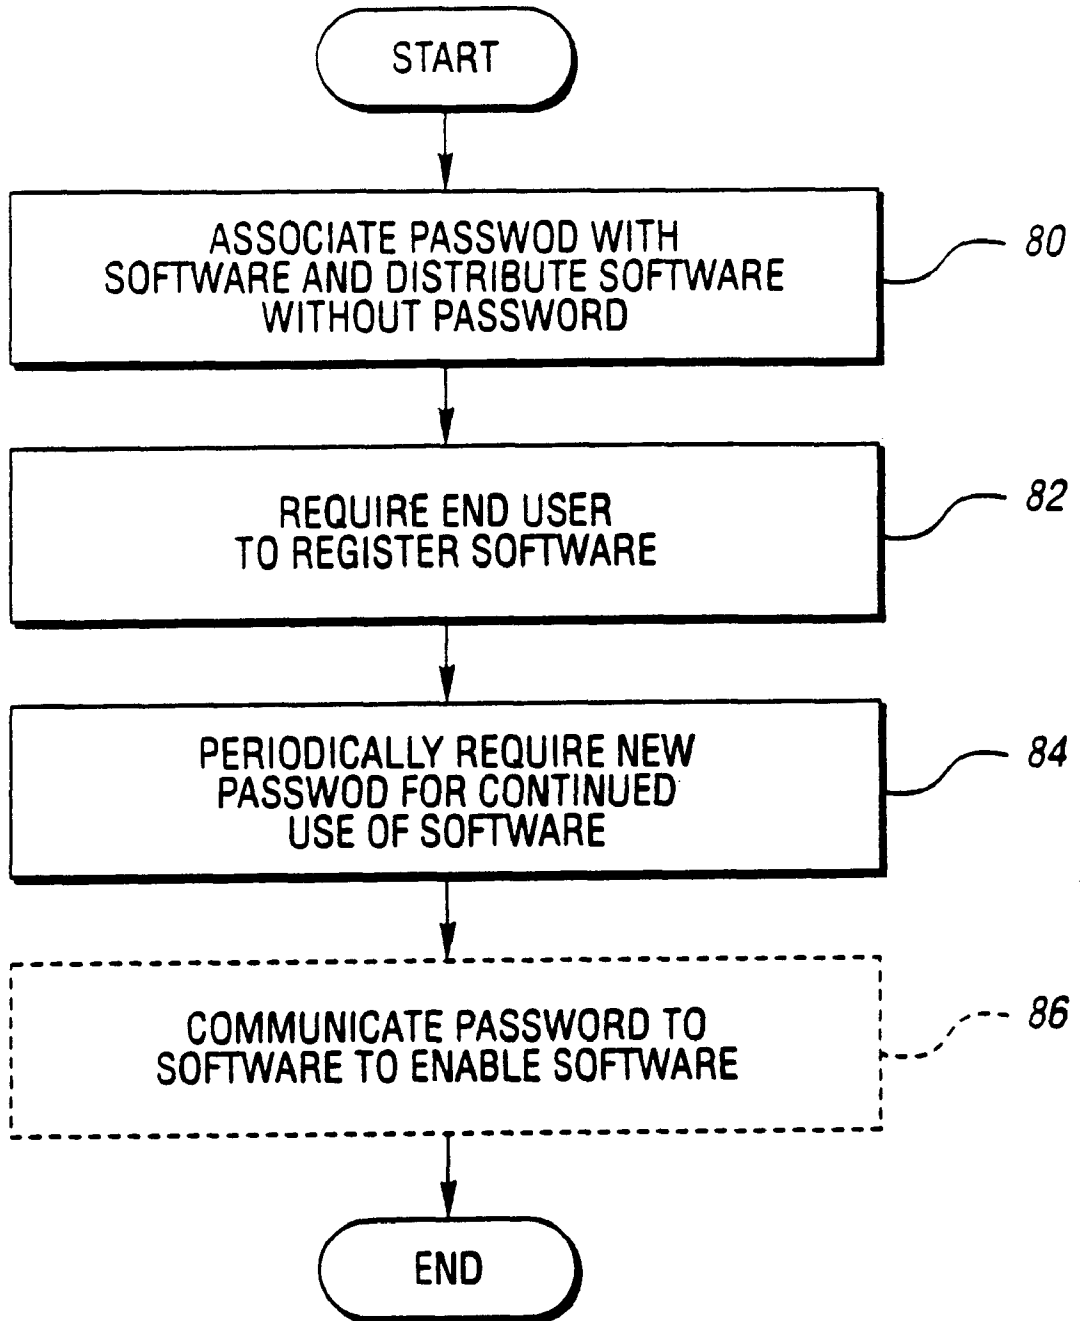 START
ASSOCIATE PASSWOD WITH
SOFTWARE AND DISTRIBUTE SOFTWARE
WITHOUT PASSWORD
80
REQUIRE END USER
TO REGISTER SOFTWARE
82
PERIODICALLY REQUIRE NEW
PASSWOD FOR CONTINUED
USE OF SOFTWARE
84
COMMUNICATE PASSWORD TO
SOFTWARE TO ENABLE SOFTWARE
86
END